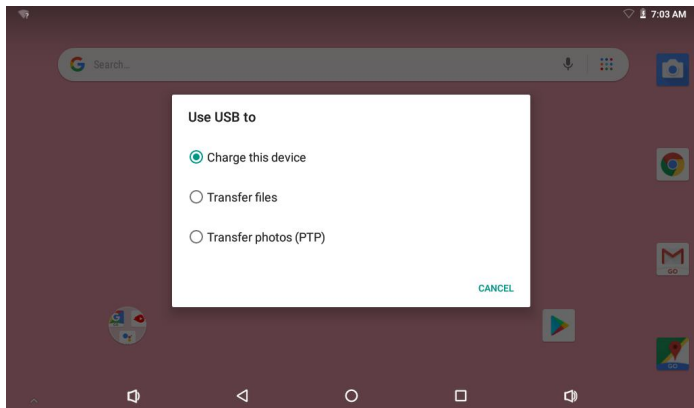 7:03 AM
Search...
Use USB to
Charge this device
Transfer files
Transfer photos (PTP)
CANCEL
GO
GO